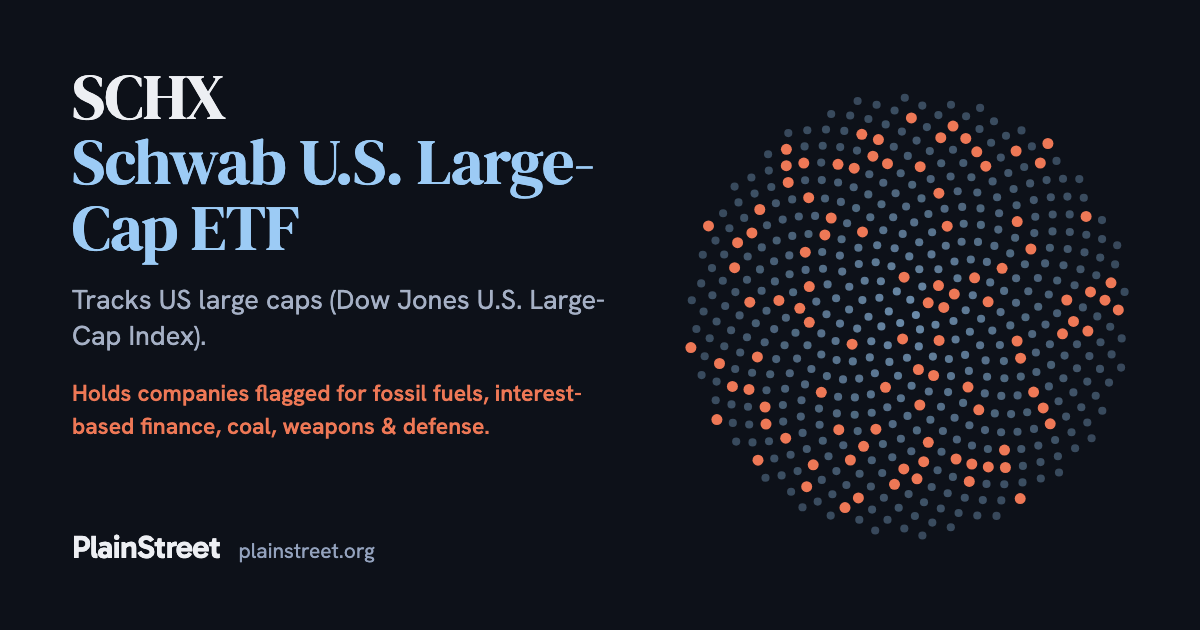 SCHX
Schwab U.S. Large-
Cap ETF
Tracks US large caps (Dow Jones U.S. Large-
Cap Index).
Holds companies flagged for fossil fuels, interest-
based finance, coal, weapons & defense.
PlainStreet plainstreet.org